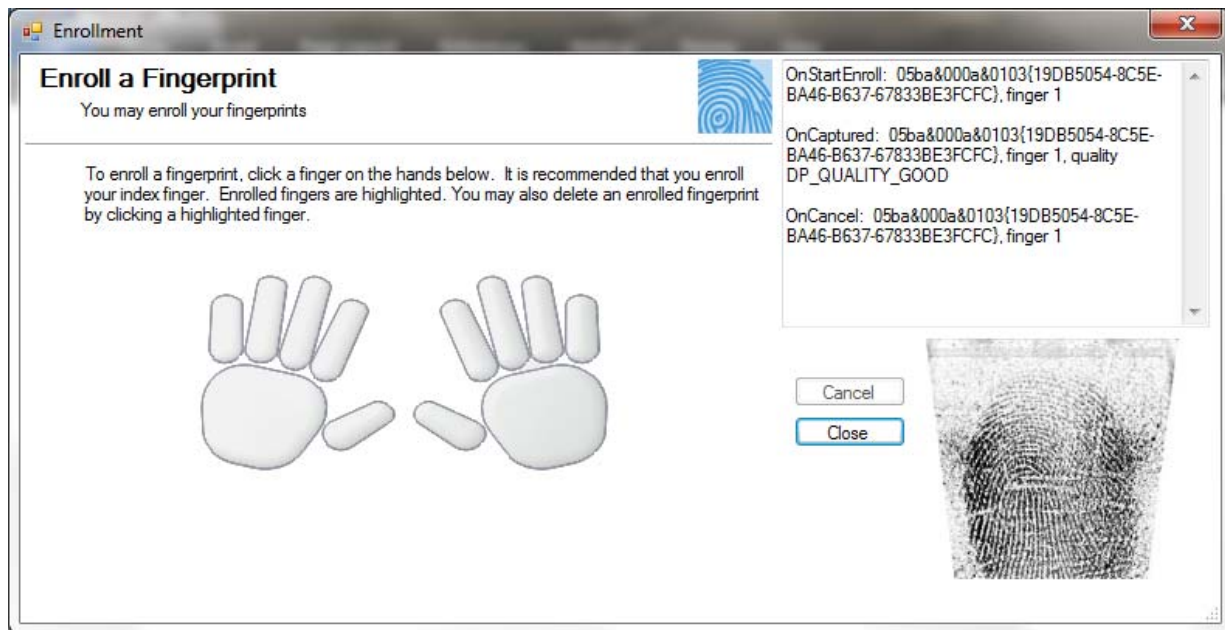 Enrollment
Enroll a Fingerprint
You may enroll your fingerprints
To enroll a fingerprint, click a finger on the hands below. It is recommended that you enroll
your index finger. Enrolled fingers are highlighted. You may also delete an enrolled fingerprint
by clicking a highlighted finger.
OnStartEnroll: 05ba&000a&0103{19DB5054-8C5E-
BA46-B637-67833BE3FCFC}, finger 1
OnCaptured: 05ba&000a&0103{19DB5054-8C5E-
BA46-B637-67833BE3FCFC}, finger 1, quality
DP_QUALITY_GOOD
OnCancel: 05ba&000a&0103{19DB5054-8C5E-
BA46-B637-67833BE3FCFC}, finger 1
Cancel
Close